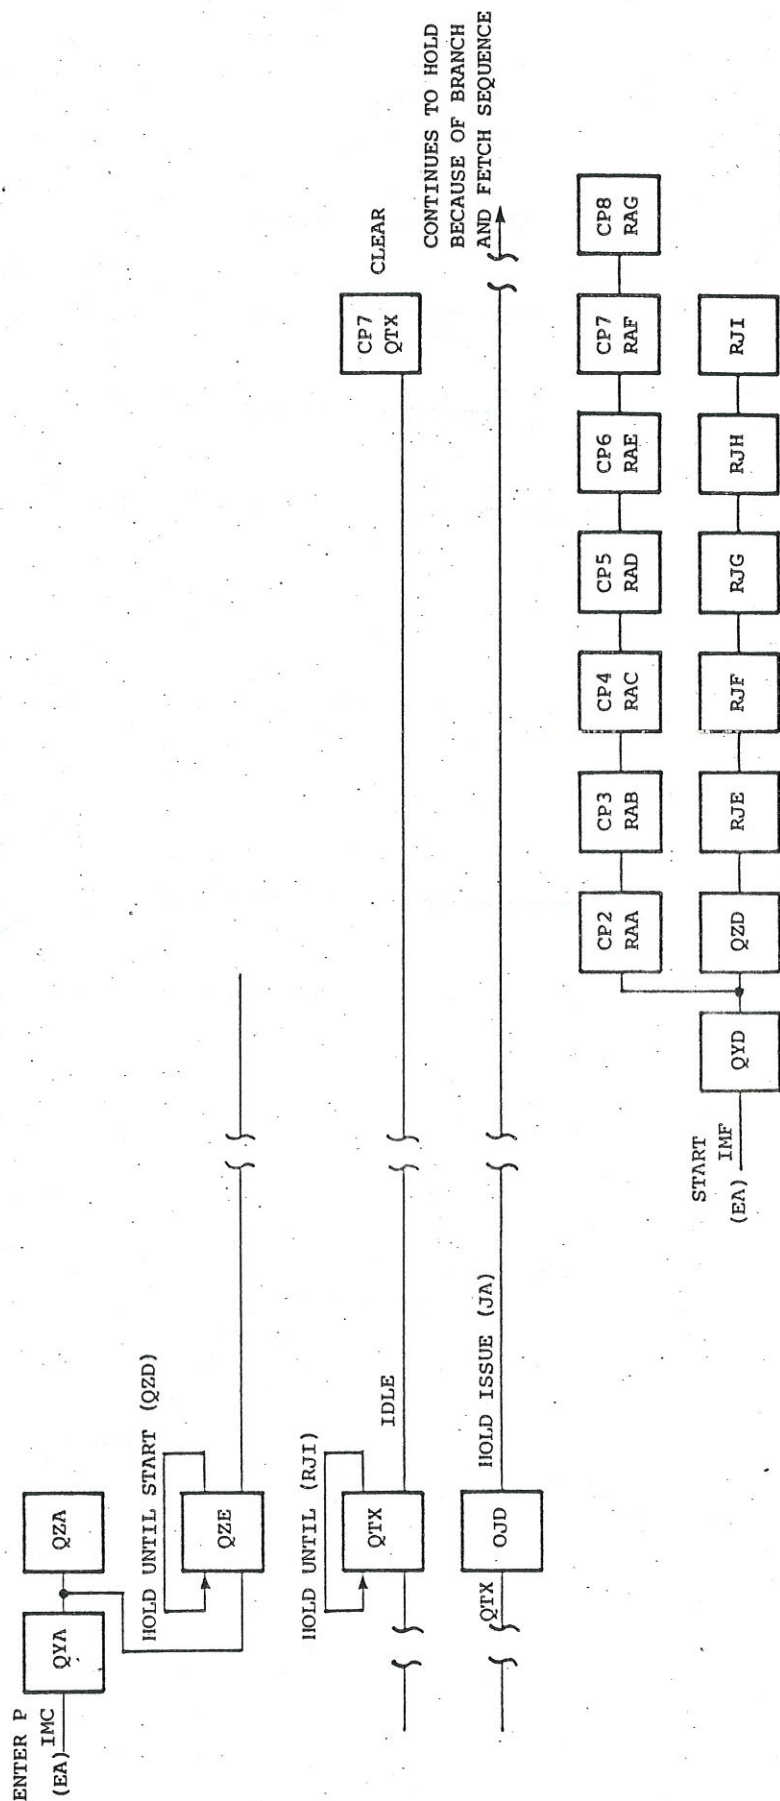 ENTER P
IMC
(EA)
QYA
QZA
HOLD UNTIL START (QZD)
QZE
HOLD UNTIL (RJI)
QTX
IDLE
CP7
QTX
CLEAR
QTX
OJD
HOLD ISSUE (JA)
CONTINUES TO HOLD
BECAUSE OF BRANCH
AND FETCH SEQUENCE
CP2
RAA
CP3
RAB
CP4
RAC
CP5
RAD
CP6
RAE
CP7
RAF
CP8
RAG
START
IMF
(EA)
QYD
QZD
RJE
RJF
RJG
RJH
RJI